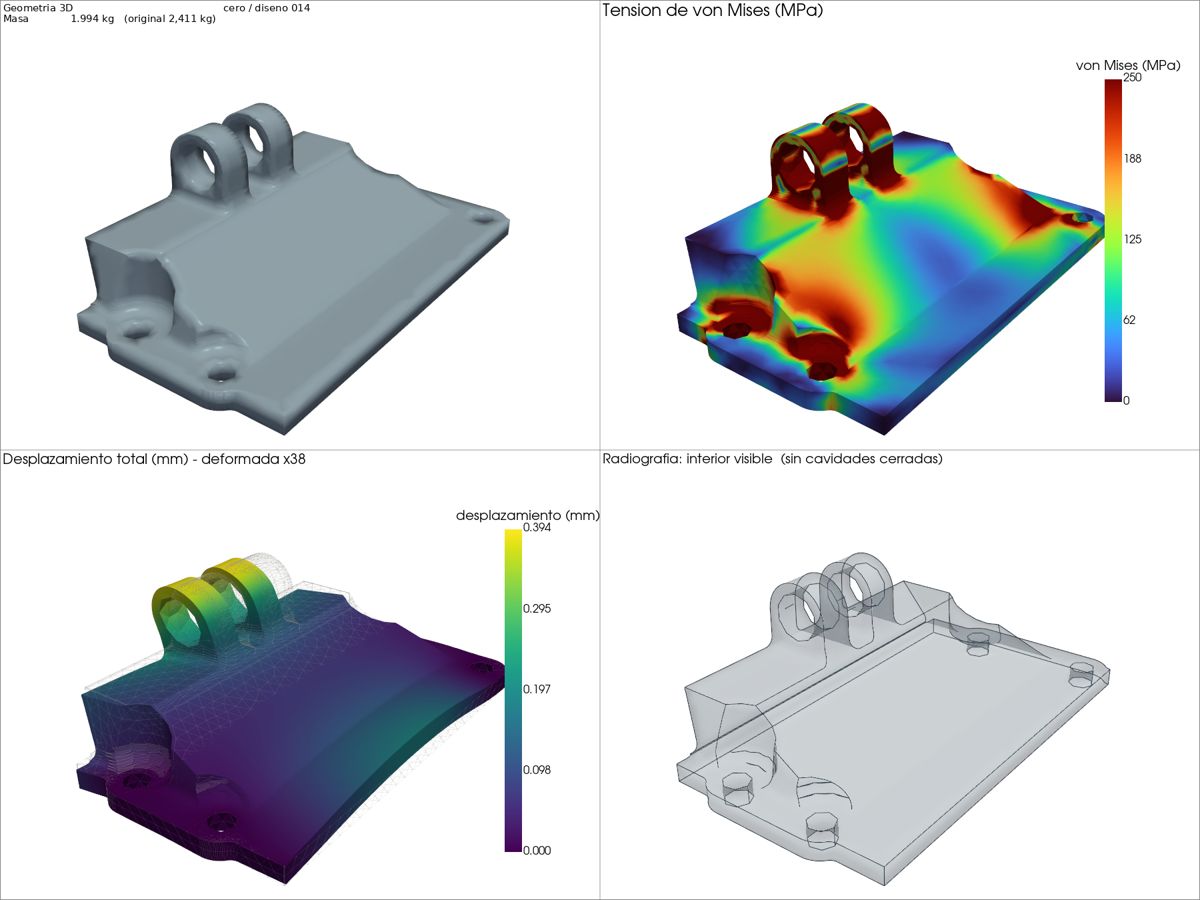 Geometria 3D cero / diseno 014
Masa 1.994 kg (original 2,411 kg)
Tension de von Mises (MPa)
von Mises (MPa)
250
188
125
62
0
Desplazamiento total (mm) - deformada x38
desplazamiento (mm)
0.394
0.295
0.197
0.098
0.000
Radiografia: interior visible (sin cavidades cerradas)